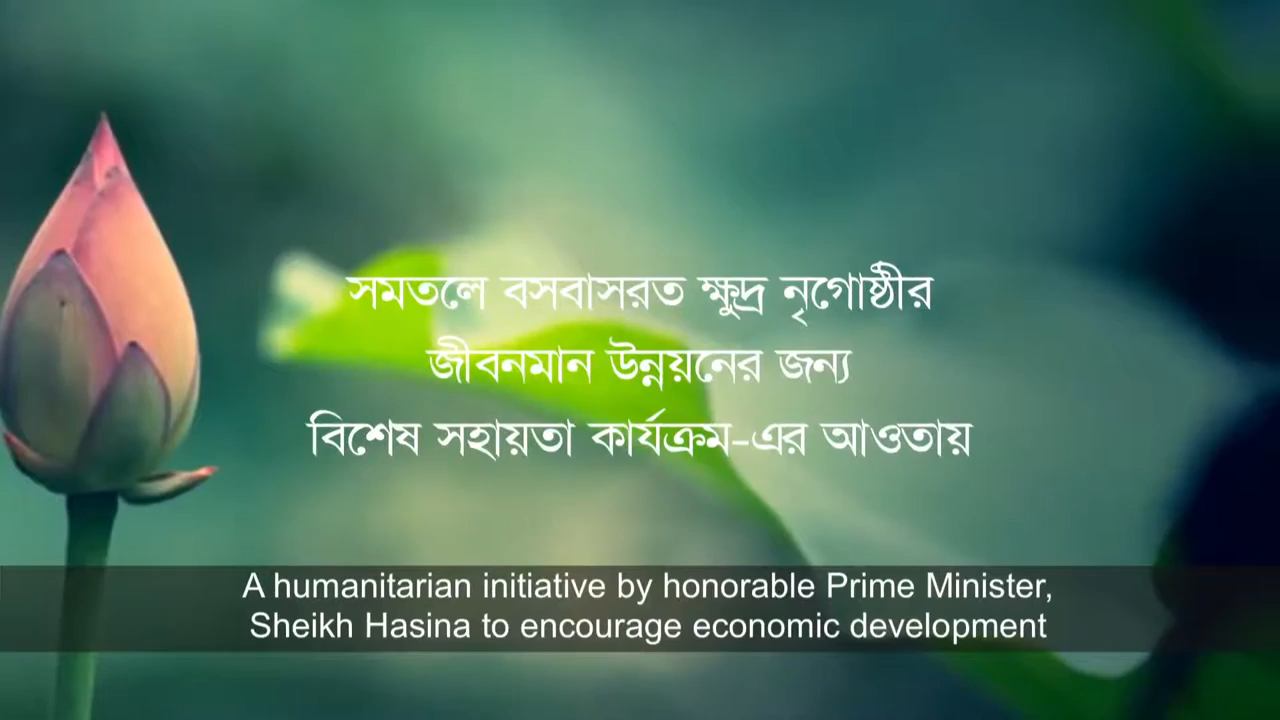 সমতলে বসবাসরত ক্ষুদ্র নৃগোষ্ঠীর
জীবনমান উন্নয়নের জন্য
বিশেষ সহায়তা কার্যক্রম-এর আওতায়
A humanitarian initiative by honorable Prime Minister,
Sheikh Hasina to encourage economic development